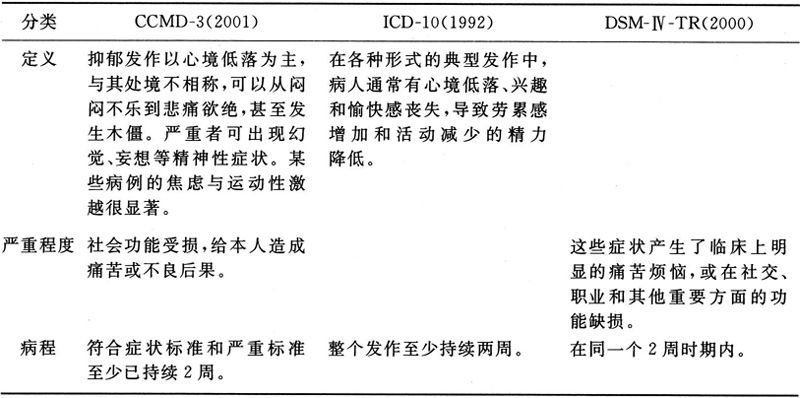 分类 CCMD-3(2001) ICD-10(1992) DSM-Ⅳ-TR(2000)
定义 抑郁发作以心境低落为主， 在各种形式的典型发作中，
与其处境不相称，可以从闷 病人通常有心境低落、兴趣
闷不乐到悲痛欲绝，甚至发 和愉快感丧失，导致劳累感
生木僵。严重者可出现幻 增加和活动减少的精力
觉、妄想等精神性症状。某 降低。
些病例的焦虑与运动性激
越很显著。
严重程度 社会功能受损，给本人造成 这些症状产生了临床上明
痛苦或不良后果。 显的痛苦烦恼，或在社交、
职业和其他重要方面的功
能缺损。
病程 符合症状标准和严重标准 整个发作至少持续两周。 在同一个 2 周时期内。
至少已持续 2 周。